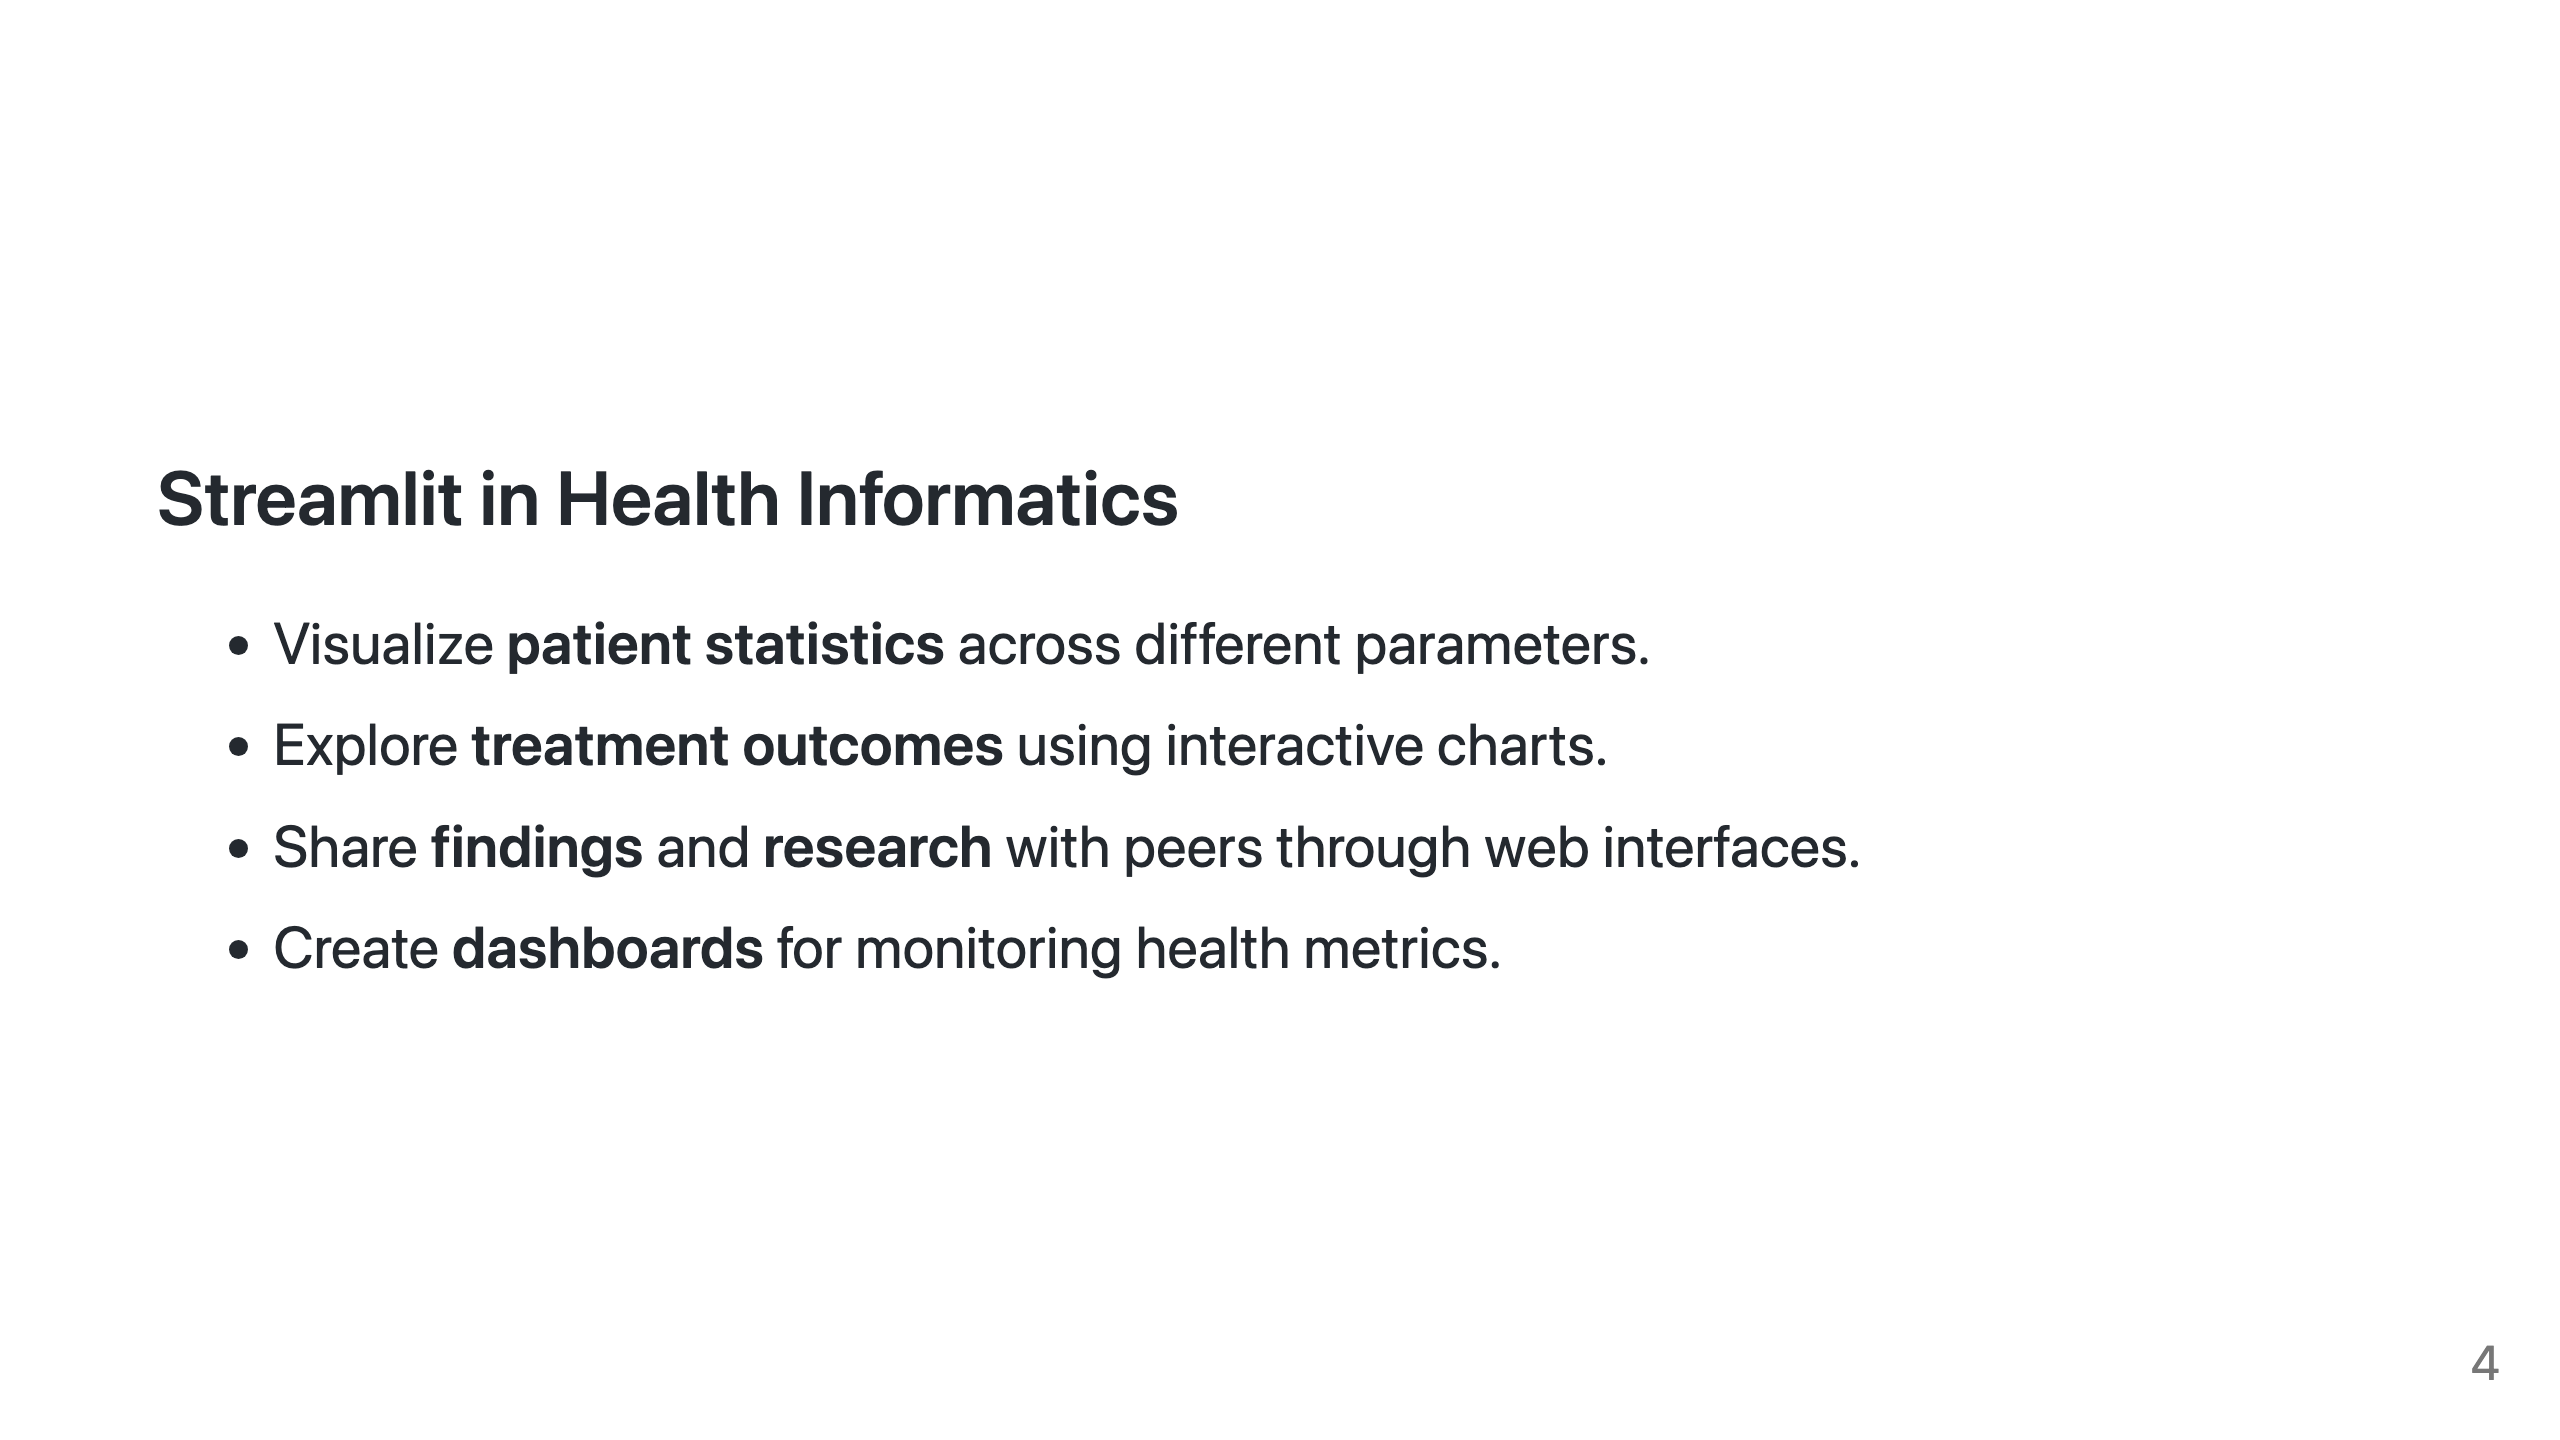 Streamlit in Health Informatics
• Visualize patient statistics across different parameters.
• Explore treatment outcomes using interactive charts.
• Share findings and research with peers through web interfaces.
• Create dashboards for monitoring health metrics.
4